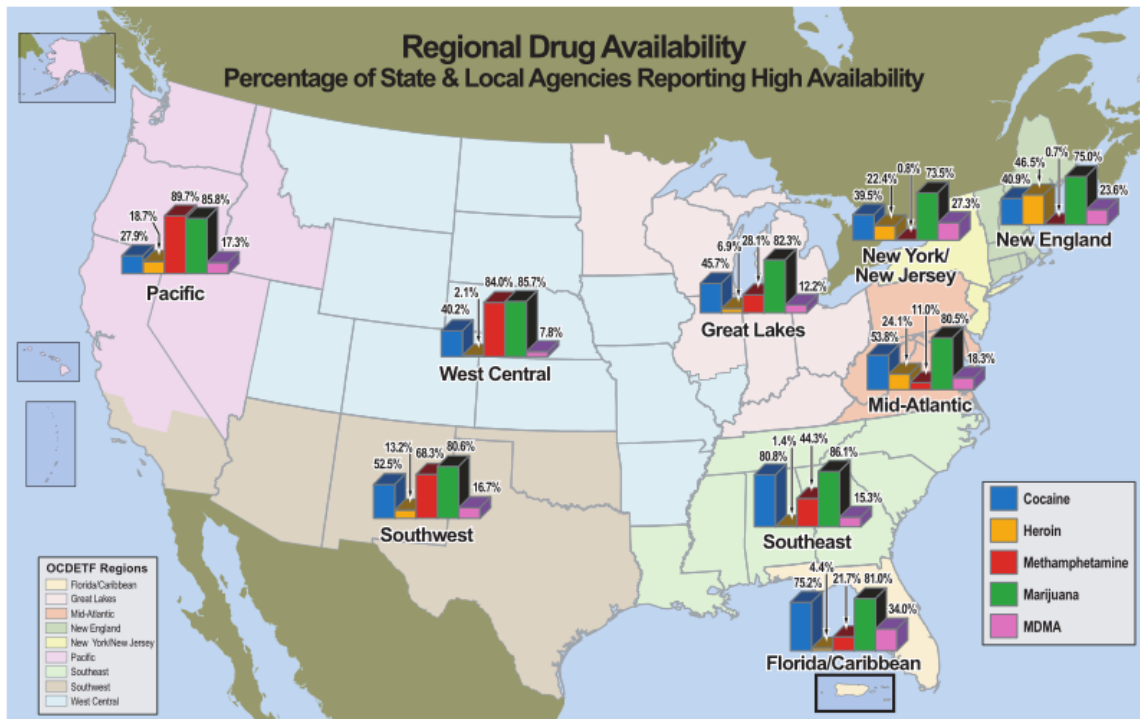 Regional Drug Availability
Percentage of State & Local Agencies Reporting High Availability
89.7% 85.8%
18.7%
27.9%
17.3%
Pacific
84.0% 85.7%
2.1%
40.2%
7.8%
West Central
13.2% 68.3% 80.6%
52.5%
16.7%
Southwest
6.9% 28.1% 82.3%
45.7%
12.2%
Great Lakes
22.4% 0.8% 73.5%
39.5%
27.3%
New York/
New Jersey
46.5% 0.7% 75.0%
40.9%
23.6%
New England
24.1% 11.0% 80.5%
53.8%
18.3%
Mid-Atlantic
1.4% 44.3% 86.1%
80.8%
15.3%
Southeast
4.4% 21.7% 81.0%
75.2%
34.0%
Florida/Caribbean
OCDETF Regions
Florida/Caribbean
Great Lakes
Mid-Atlantic
New England
New York/New Jersey
Pacific
Southeast
Southwest
West Central
Cocaine
Heroin
Methamphetamine
Marijuana
MDMA